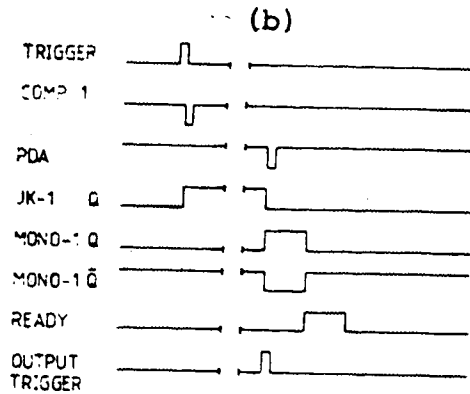 (b)
TRIGGER
COMP 1
PDA
JK-1 Q
MONO-1 Q
MONO-1 Q̄
READY
OUTPUT
TRIGGER